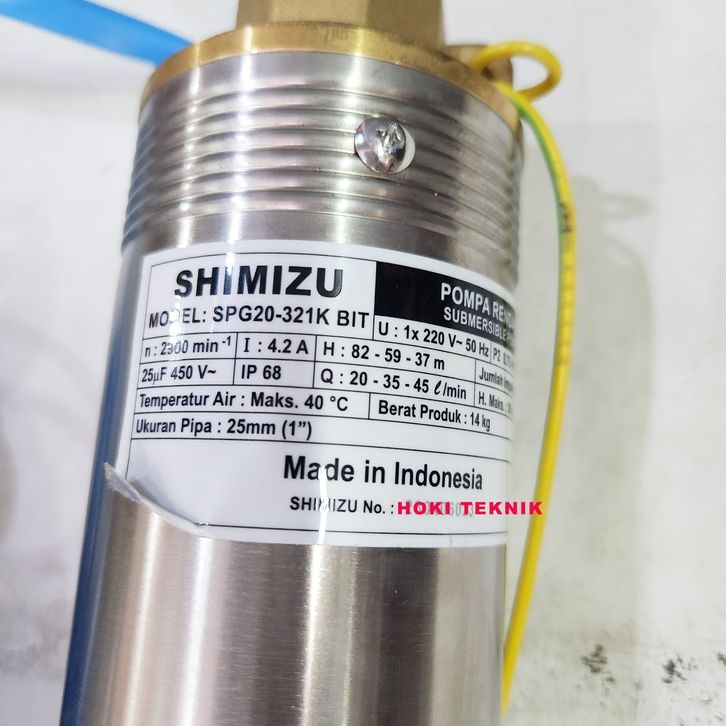 SHIMIZU
MODEL: SPG20-321K BIT
POMPA
SUBMERSIBLE
U : 1x 220 V~ 50 Hz
P2
n : 2900 min⁻¹
I : 4.2 A
H : 82 - 59 - 37 m
25µF 450 V~
IP 68
Q : 20 - 35 - 45 ℓ/min
Jumlah
H. Maks. :
Temperatur Air : Maks. 40 °C
Berat Produk : 14 kg
Ukuran Pipa : 25mm (1”)
Made in Indonesia
SHIMIZU No. :
HOKI TEKNIK